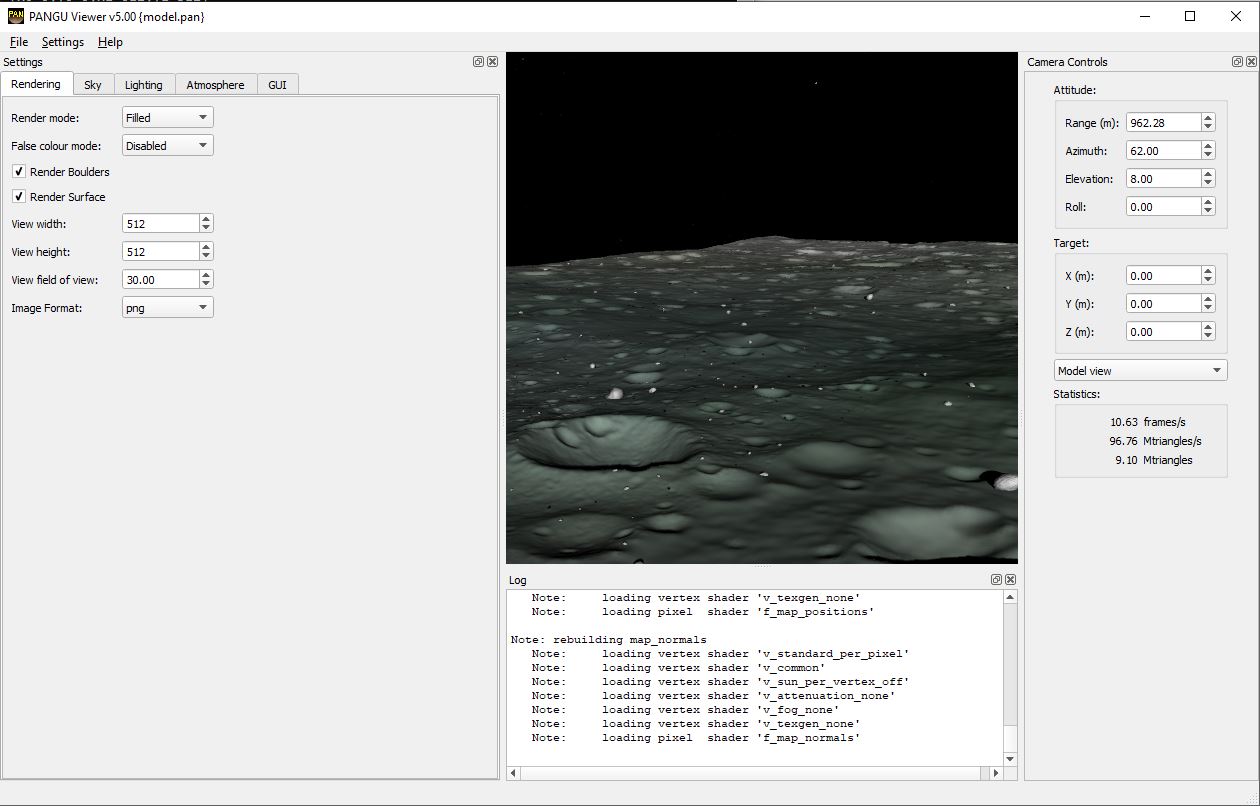 PANGU Viewer v5.00 {model.pan}
File Settings Help
Settings
Rendering Sky Lighting Atmosphere GUI
Render mode: Filled
False colour mode: Disabled
Render Boulders
Render Surface
View width: 512
View height: 512
View field of view: 30.00
Image Format: png
Log
Note: loading vertex shader 'v_texgen_none'
Note: loading pixel shader 'f_map_positions'
Note: rebuilding map_normals
Note: loading vertex shader 'v_standard_per_pixel'
Note: loading vertex shader 'v_common'
Note: loading vertex shader 'v_sun_per_vertex_off'
Note: loading vertex shader 'v_attenuation_none'
Note: loading vertex shader 'v_fog_none'
Note: loading vertex shader 'v_texgen_none'
Note: loading pixel shader 'f_map_normals'
Camera Controls
Attitude:
Range (m): 962.28
Azimuth: 62.00
Elevation: 8.00
Roll: 0.00
Target:
X (m): 0.00
Y (m): 0.00
Z (m): 0.00
Model view
Statistics:
10.63 frames/s
96.76 Mtriangles/s
9.10 Mtriangles